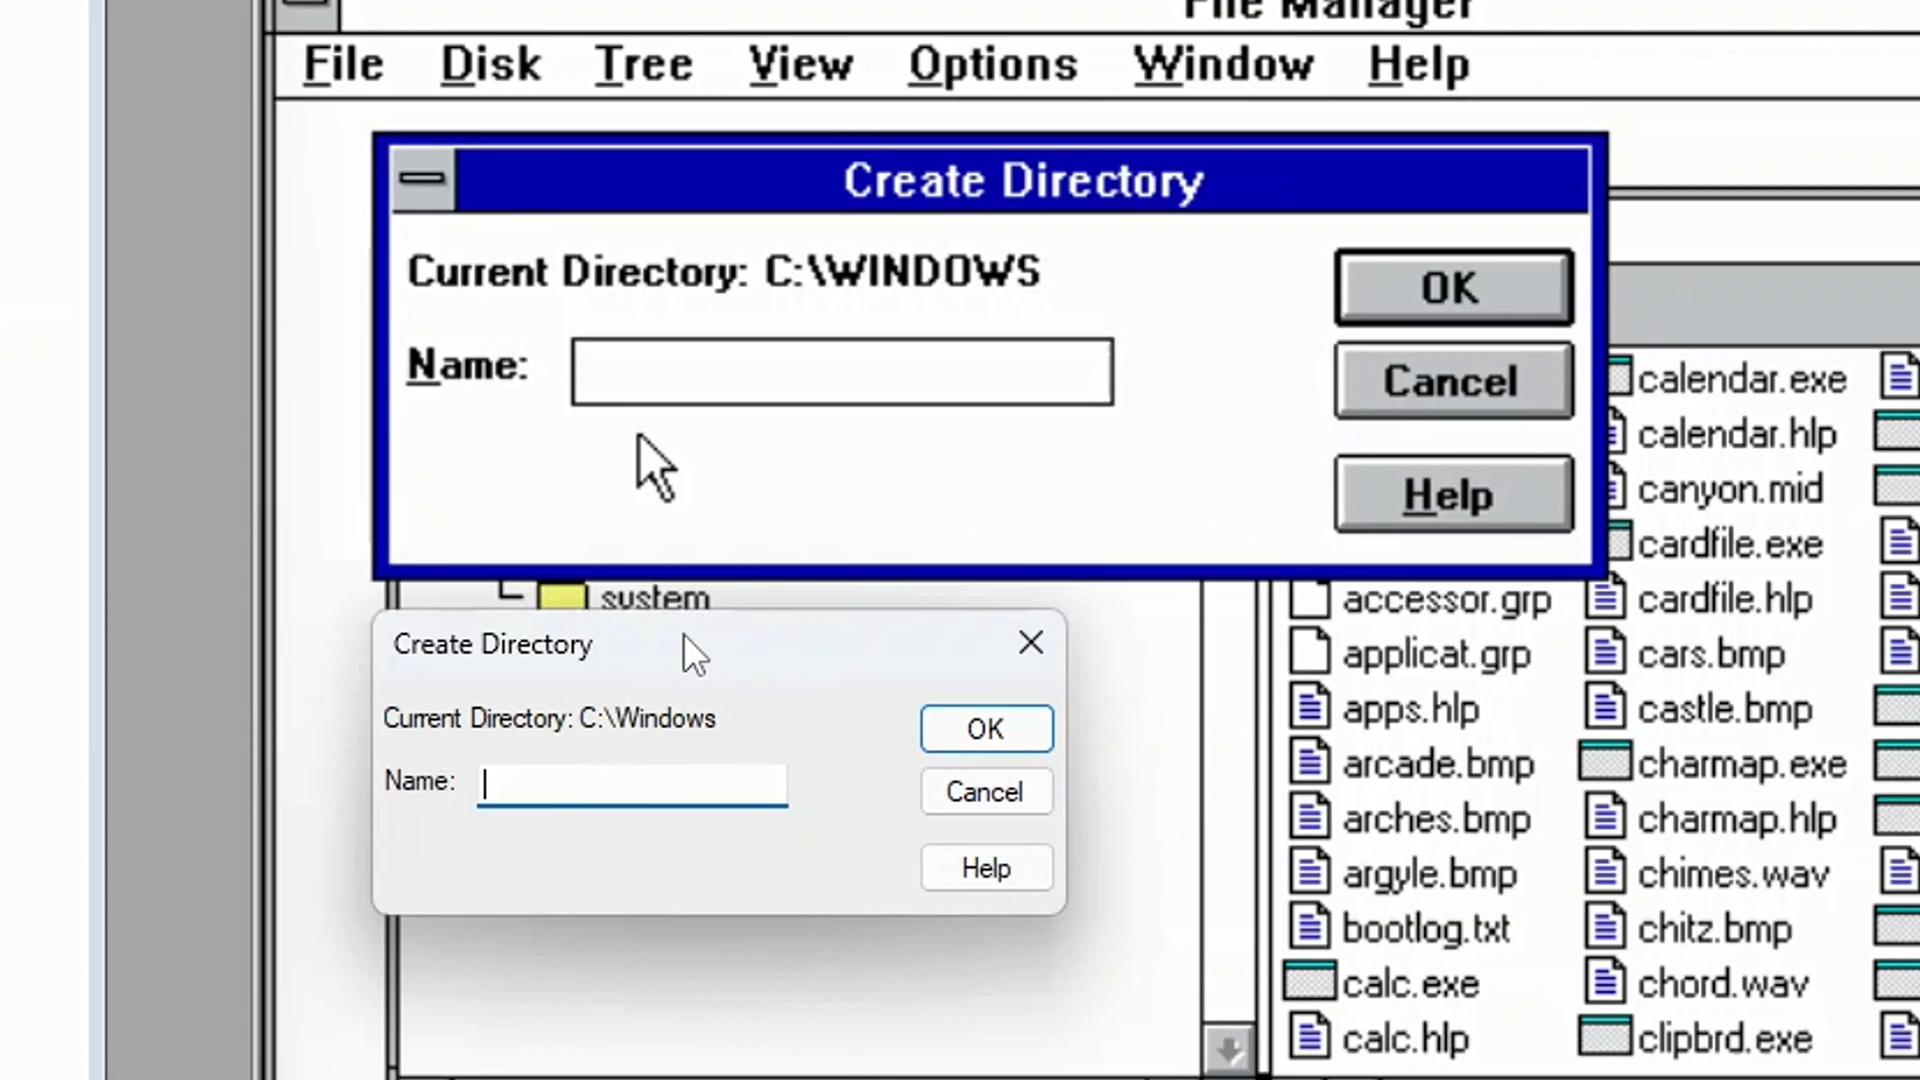 File Manager
File Disk Tree View Options Window Help
Create Directory
Current Directory: C:\WINDOWS
Name:
OK
Cancel
Help
system
Create Directory
Current Directory: C:\Windows
Name:
OK
Cancel
Help
accessor.grp
applicat.grp
apps.hlp
arcade.bmp
arches.bmp
argyle.bmp
bootlog.txt
calc.exe
calc.hlp
calendar.exe
calendar.hlp
canyon.mid
cardfile.exe
cardfile.hlp
cars.bmp
castle.bmp
charmap.exe
charmap.hlp
chimes.wav
chitz.bmp
chord.wav
clipbrd.exe